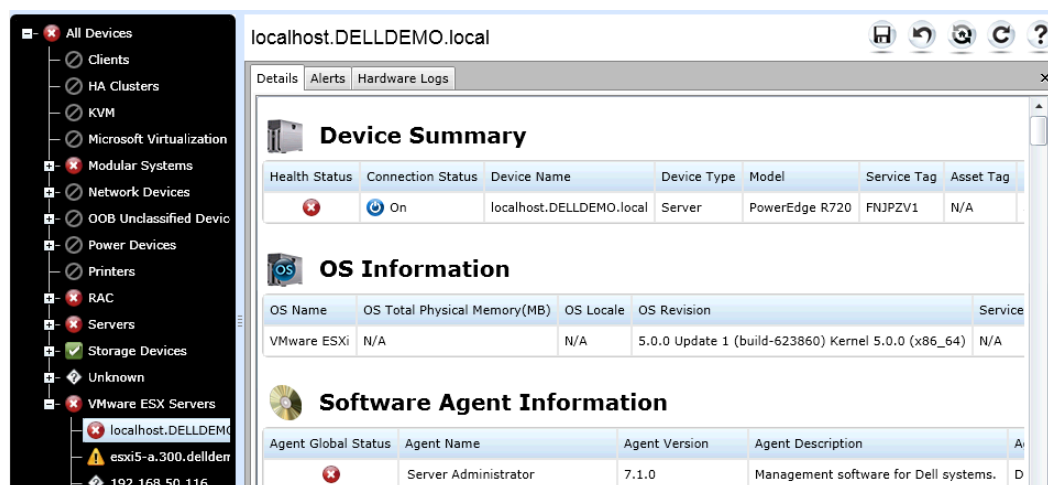 All Devices
Clients
HA Clusters
KVM
Microsoft Virtualization
Modular Systems
Network Devices
OOB Unclassified Devic
Power Devices
Printers
RAC
Servers
Storage Devices
Unknown
VMware ESX Servers
localhost.DELLDEMO
esxi5-a.300.delldem
192.168.50.116
localhost.DELLDEMO.local
Details Alerts Hardware Logs
Device Summary
Health Status Connection Status Device Name Device Type Model Service Tag Asset Tag
On localhost.DELLDEMO.local Server PowerEdge R720 FNJPZV1 N/A
OS
OS Information
OS Name OS Total Physical Memory(MB) OS Locale OS Revision Service
VMware ESXi N/A N/A 5.0.0 Update 1 (build-623860) Kernel 5.0.0 (x86_64) N/A
Software Agent Information
Agent Global Status Agent Name Agent Version Agent Description A
Server Administrator 7.1.0 Management software for Dell systems. D